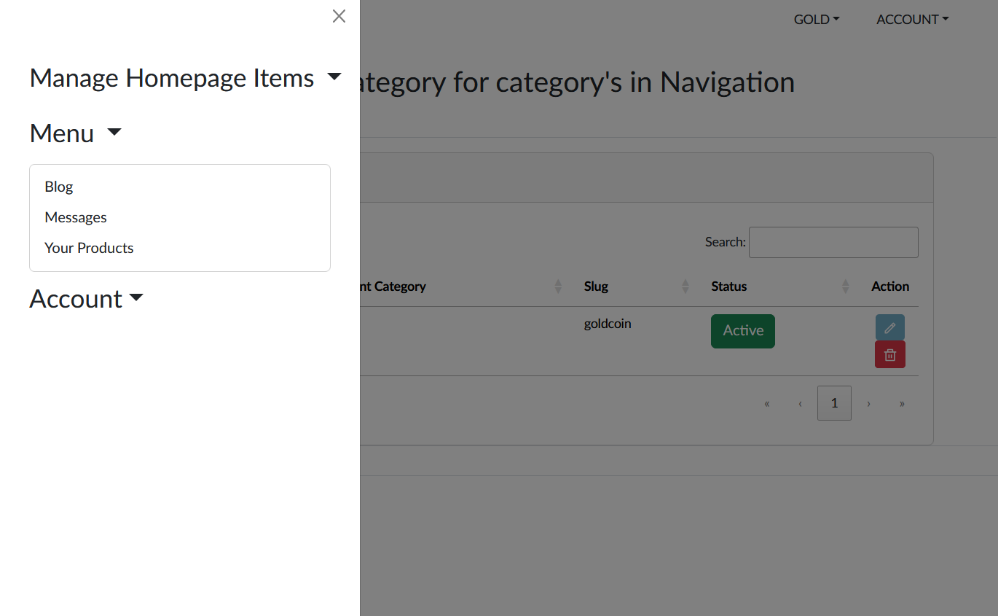 Manage Homepage Items
Menu
Blog
Messages
Your Products
Account
GOLD
ACCOUNT
ategory for category's in Navigation
Search:
nt Category
Slug
Status
Action
goldcoin
Active
« ‹ 1 › »